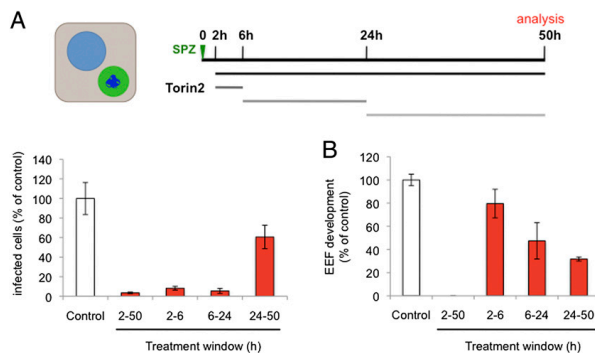 A
analysis
0 2h 6h 24h 50h
SPZ
Torin2
infected cells (% of control)
140
120
100
80
60
40
20
0
Control 2-50 2-6 6-24 24-50
Treatment window (h)
B
EEF development
(% of control)
120
100
80
60
40
20
0
Control 2-50 2-6 6-24 24-50
Treatment window (h)